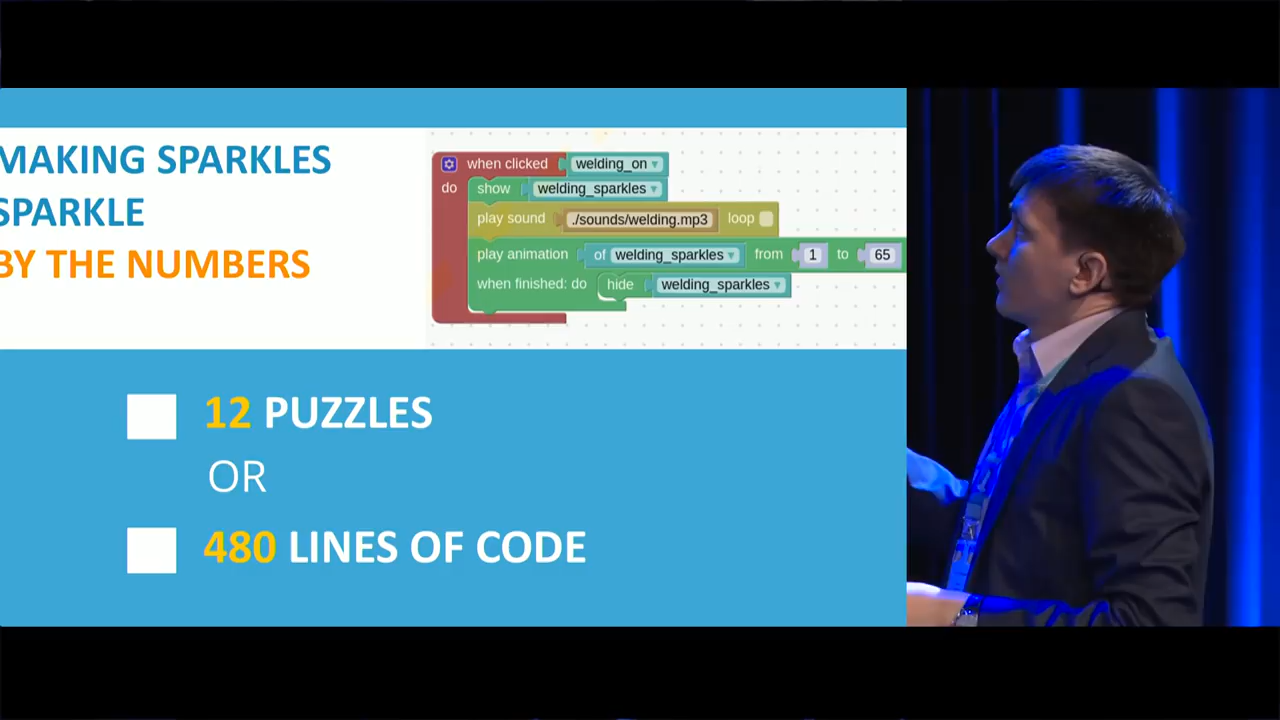 MAKING SPARKLES
SPARKLE
BY THE NUMBERS
when clicked welding_on
do show welding_sparkles
play sound ./sounds/welding.mp3 loop
play animation of welding_sparkles from 1 to 65
when finished: do hide welding_sparkles
12 PUZZLES
OR
480 LINES OF CODE